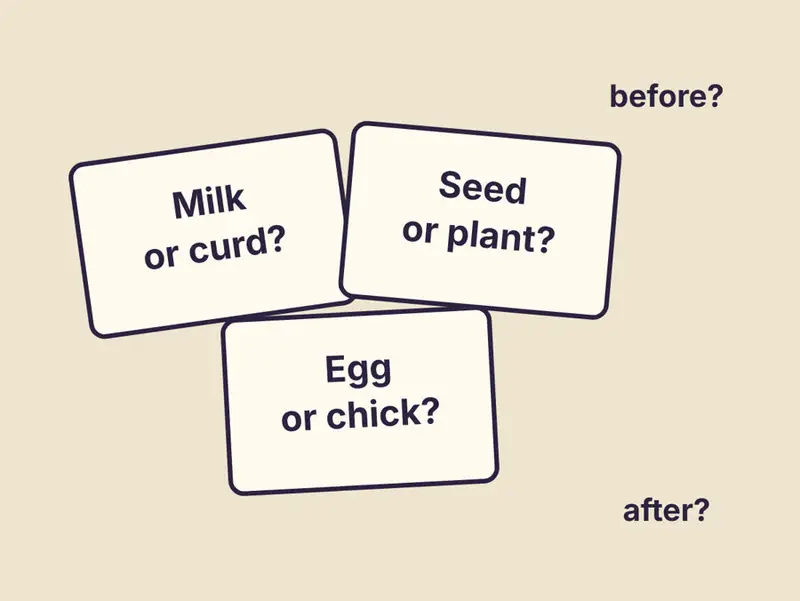 before?
Milk
or curd?
Seed
or plant?
Egg
or chick?
after?